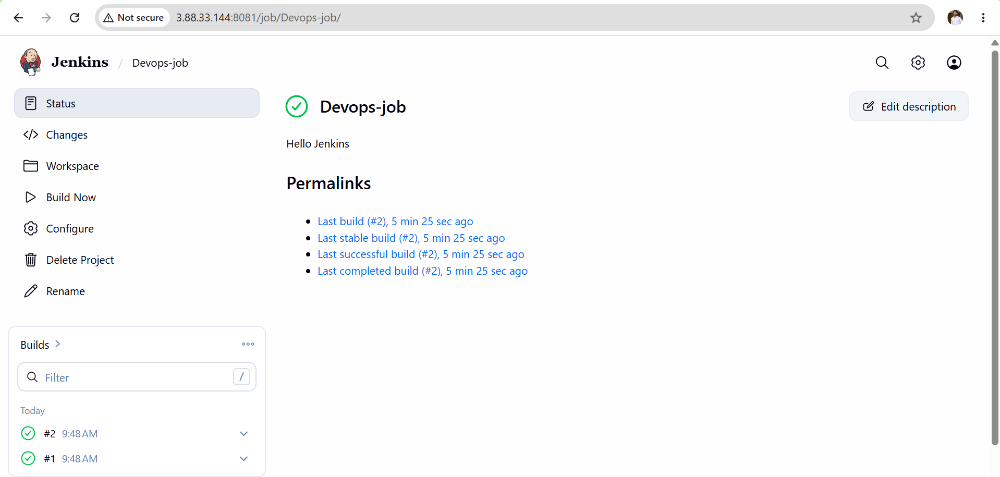 Not secure 3.88.33.144:8081/job/Devops-job/
Jenkins / Devops-job
Status
Changes
Workspace
Build Now
Configure
Delete Project
Rename
Builds
Filter /
Today
#2 9:48 AM
#1 9:48 AM
Devops-job
Edit description
Hello Jenkins
Permalinks
Last build (#2), 5 min 25 sec ago
Last stable build (#2), 5 min 25 sec ago
Last successful build (#2), 5 min 25 sec ago
Last completed build (#2), 5 min 25 sec ago